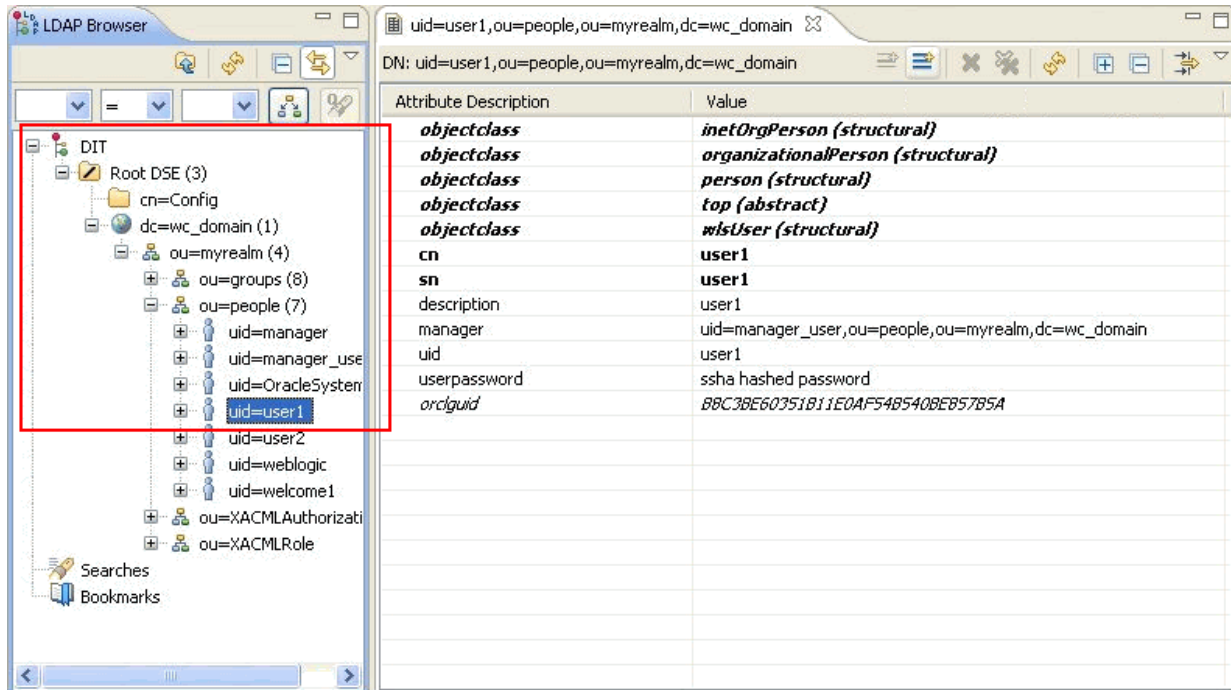 LDAP Browser
=
DIT
Root DSE (3)
cn=Config
dc=wc_domain (1)
ou=myrealm (4)
ou=groups (8)
ou=people (7)
uid=manager
uid=manager_use
uid=OracleSystem
uid=user1
uid=user2
uid=weblogic
uid=welcome1
ou=XACMLAuthorizati
ou=XACMLRole
Searches
Bookmarks
uid=user1,ou=people,ou=myrealm,dc=wc_domain
DN: uid=user1,ou=people,ou=myrealm,dc=wc_domain
Attribute Description Value
objectclass inetOrgPerson (structural)
objectclass organizationalPerson (structural)
objectclass person (structural)
objectclass top (abstract)
objectclass wlsUser (structural)
cn user1
sn user1
description user1
manager uid=manager_user,ou=people,ou=myrealm,dc=wc_domain
uid user1
userpassword ssha hashed password
orclguid